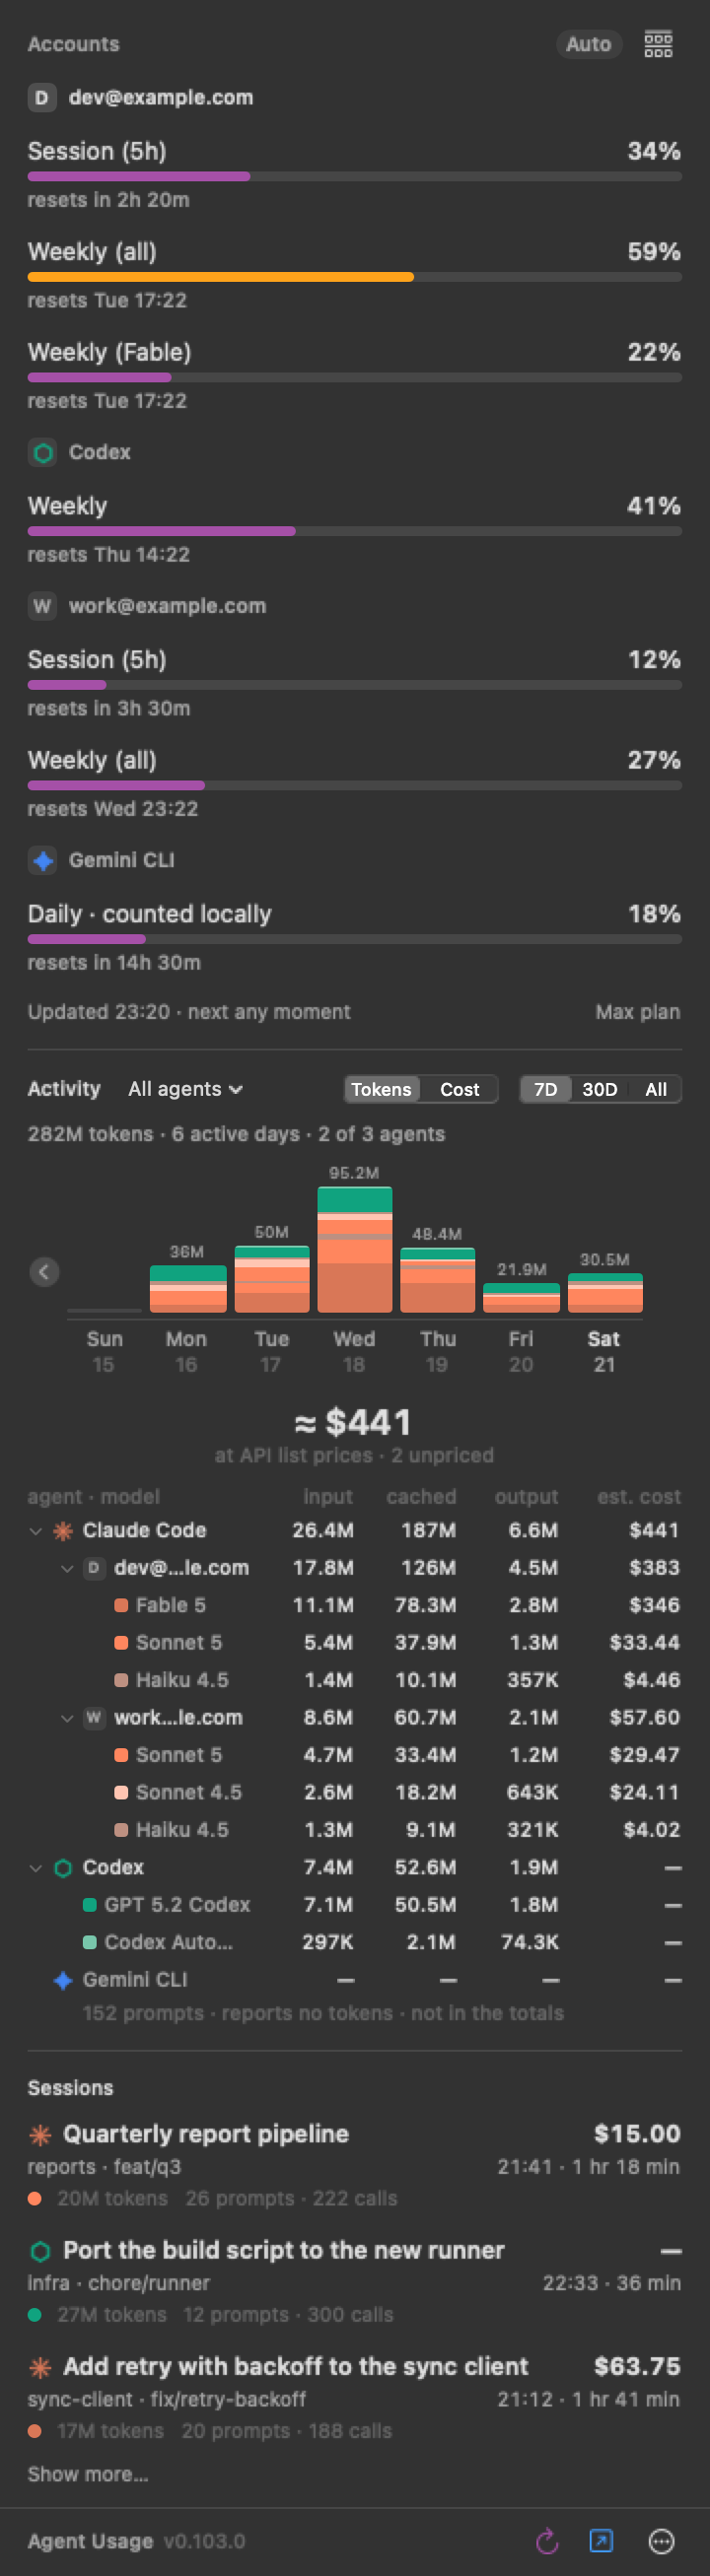 Accounts Auto
D dev@example.com
Session (5h) 34%
resets in 2h 20m
Weekly (all) 59%
resets Tue 17:22
Weekly (Fable) 22%
resets Tue 17:22
Codex
Weekly 41%
resets Thu 14:22
W work@example.com
Session (5h) 12%
resets in 3h 30m
Weekly (all) 27%
resets Wed 23:22
Gemini CLI
Daily · counted locally 18%
resets in 14h 30m
Updated 23:20 · next any moment Max plan
Activity All agents Tokens Cost 7D 30D All
282M tokens · 6 active days · 2 of 3 agents
36M 50M 95.2M 48.4M 21.9M 30.5M
Sun Mon Tue Wed Thu Fri Sat
15 16 17 18 19 20 21
≈ $441
at API list prices · 2 unpriced
agent · model input cached output est. cost
Claude Code 26.4M 187M 6.6M $441
D dev@...le.com 17.8M 126M 4.5M $383
Fable 5 11.1M 78.3M 2.8M $346
Sonnet 5 5.4M 37.9M 1.3M $33.44
Haiku 4.5 1.4M 10.1M 357K $4.46
W work...le.com 8.6M 60.7M 2.1M $57.60
Sonnet 5 4.7M 33.4M 1.2M $29.47
Sonnet 4.5 2.6M 18.2M 643K $24.11
Haiku 4.5 1.3M 9.1M 321K $4.02
Codex 7.4M 52.6M 1.9M —
GPT 5.2 Codex 7.1M 50.5M 1.8M —
Codex Auto... 297K 2.1M 74.3K —
Gemini CLI — — — —
152 prompts · reports no tokens · not in the totals
Sessions
Quarterly report pipeline $15.00
reports · feat/q3 21:41 · 1 hr 18 min
20M tokens 26 prompts · 222 calls
Port the build script to the new runner —
infra · chore/runner 22:33 · 36 min
27M tokens 12 prompts · 300 calls
Add retry with backoff to the sync client $63.75
sync-client · fix/retry-backoff 21:12 · 1 hr 41 min
17M tokens 20 prompts · 188 calls
Show more...
Agent Usage v0.103.0